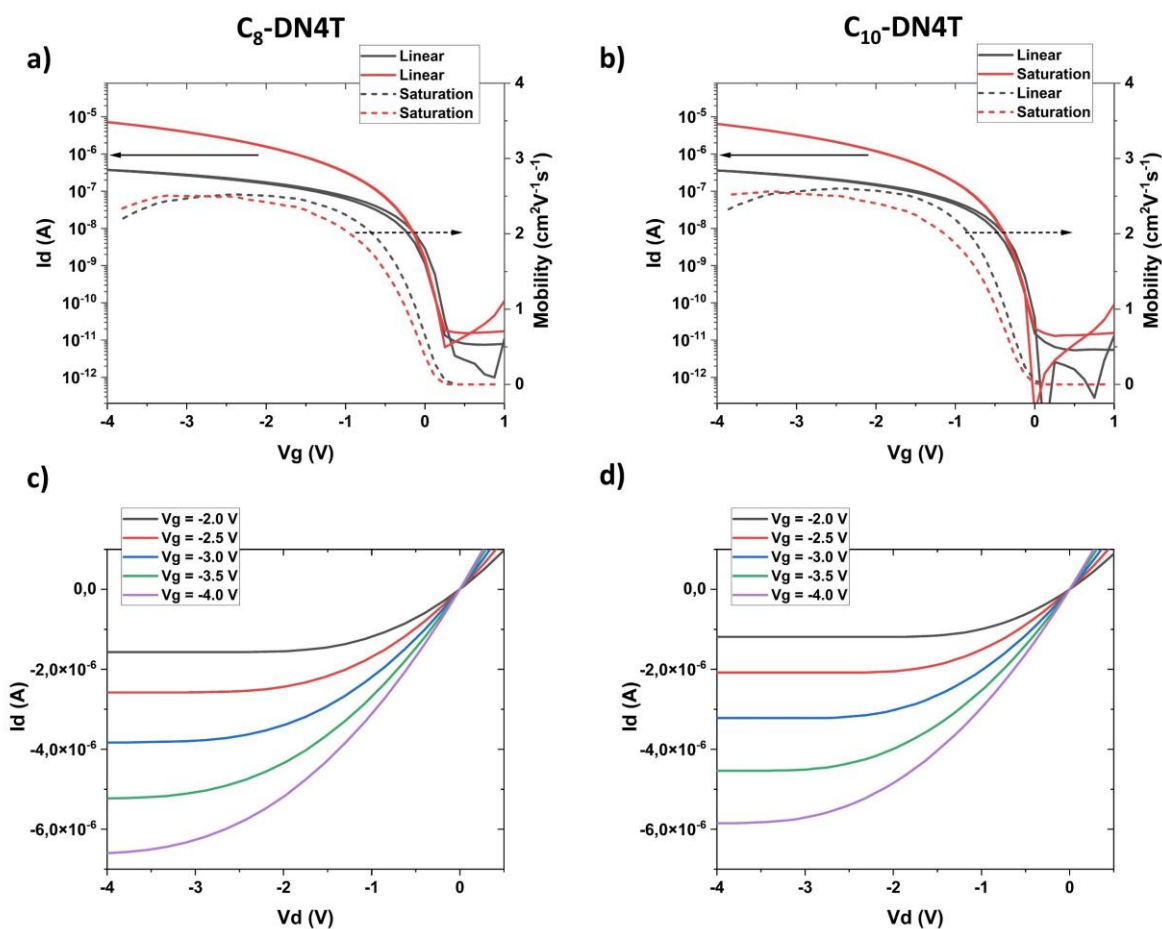 C₈-DN4T
C₁₀-DN4T
a)
Linear
Linear
Saturation
Saturation
10⁻⁵
10⁻⁶
10⁻⁷
10⁻⁸
10⁻⁹
10⁻¹⁰
10⁻¹¹
10⁻¹²
Id (A)
4
3
2
1
0
Mobility (cm²V⁻¹s⁻¹)
-4
-3
-2
-1
0
1
Vg (V)
b)
Linear
Saturation
Linear
Saturation
10⁻⁵
10⁻⁶
10⁻⁷
10⁻⁸
10⁻⁹
10⁻¹⁰
10⁻¹¹
10⁻¹²
Id (A)
4
3
2
1
0
Mobility (cm²V⁻¹s⁻¹)
-4
-3
-2
-1
0
1
Vg (V)
c)
Vg = -2.0 V
Vg = -2.5 V
Vg = -3.0 V
Vg = -3.5 V
Vg = -4.0 V
0,0
-2,0×10⁻⁶
-4,0×10⁻⁶
-6,0×10⁻⁶
Id (A)
-4
-3
-2
-1
0
Vd (V)
d)
Vg = -2.0 V
Vg = -2.5 V
Vg = -3.0 V
Vg = -3.5 V
Vg = -4.0 V
0,0
-2,0×10⁻⁶
-4,0×10⁻⁶
-6,0×10⁻⁶
Id (A)
-4
-3
-2
-1
0
Vd (V)